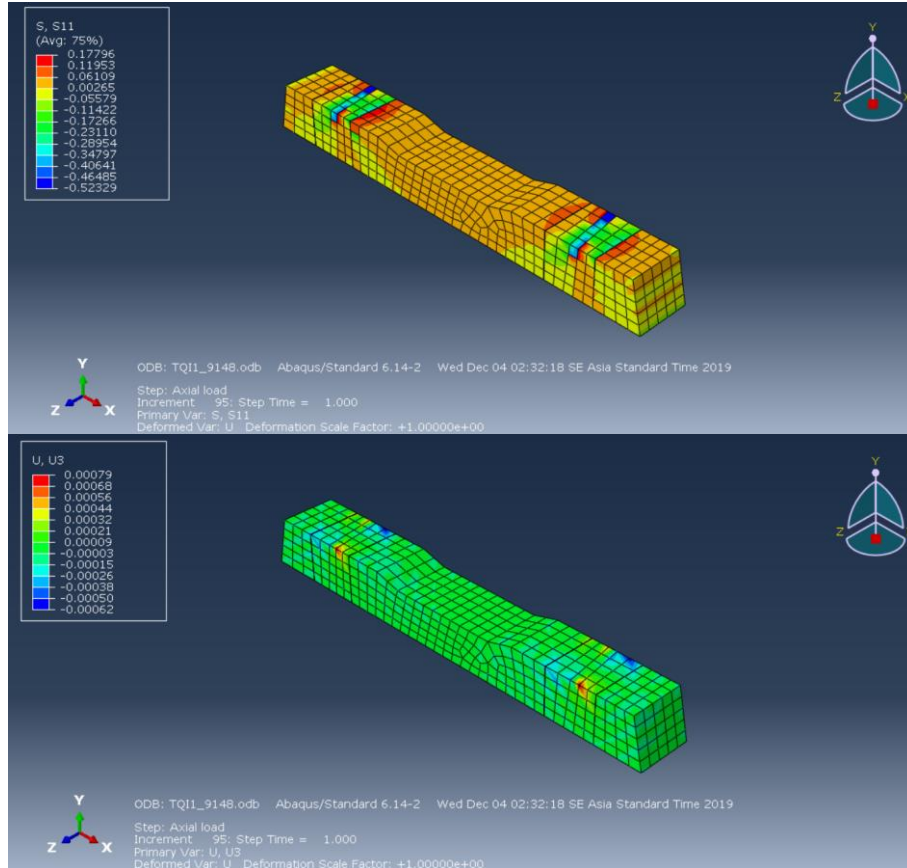 S, S11
(Avg: 75%)
0.17796
0.11953
0.06109
0.00265
-0.05579
-0.11422
-0.17266
-0.23110
-0.28954
-0.34797
-0.40641
-0.46485
-0.52329
Y
Z
X
Y
Z
X
ODB: TQI1_9148.odb Abaqus/Standard 6.14-2 Wed Dec 04 02:32:18 SE Asia Standard Time 2019
Step: Axial load
Increment 95: Step Time = 1.000
Primary Var: S, S11
Deformed Var: U Deformation Scale Factor: +1.00000e+00
U, U3
0.00079
0.00068
0.00056
0.00044
0.00032
0.00021
0.00009
-0.00003
-0.00015
-0.00026
-0.00038
-0.00050
-0.00062
Y
Z
Y
Z
X
ODB: TQI1_9148.odb Abaqus/Standard 6.14-2 Wed Dec 04 02:32:18 SE Asia Standard Time 2019
Step: Axial load
Increment 95: Step Time = 1.000
Primary Var: U, U3
Deformed Var: U Deformation Scale Factor: +1.00000e+00